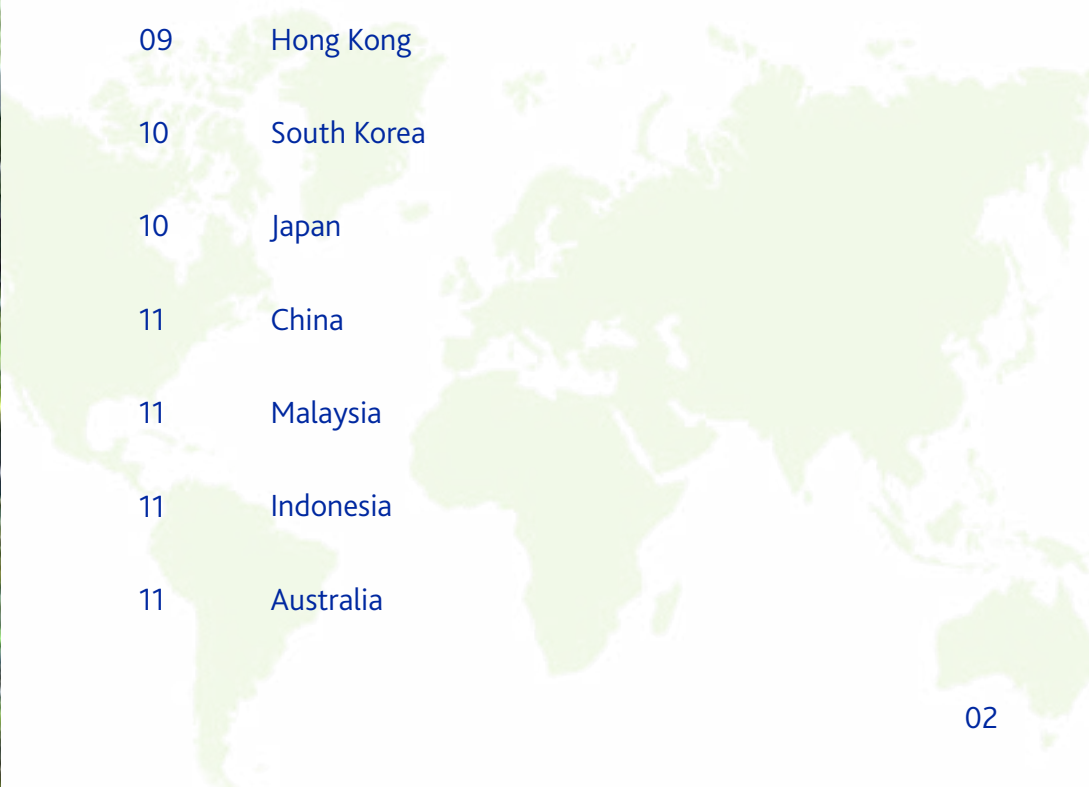 09 Hong Kong
10 South Korea
10 Japan
11 China
11 Malaysia
11 Indonesia
11 Australia
02